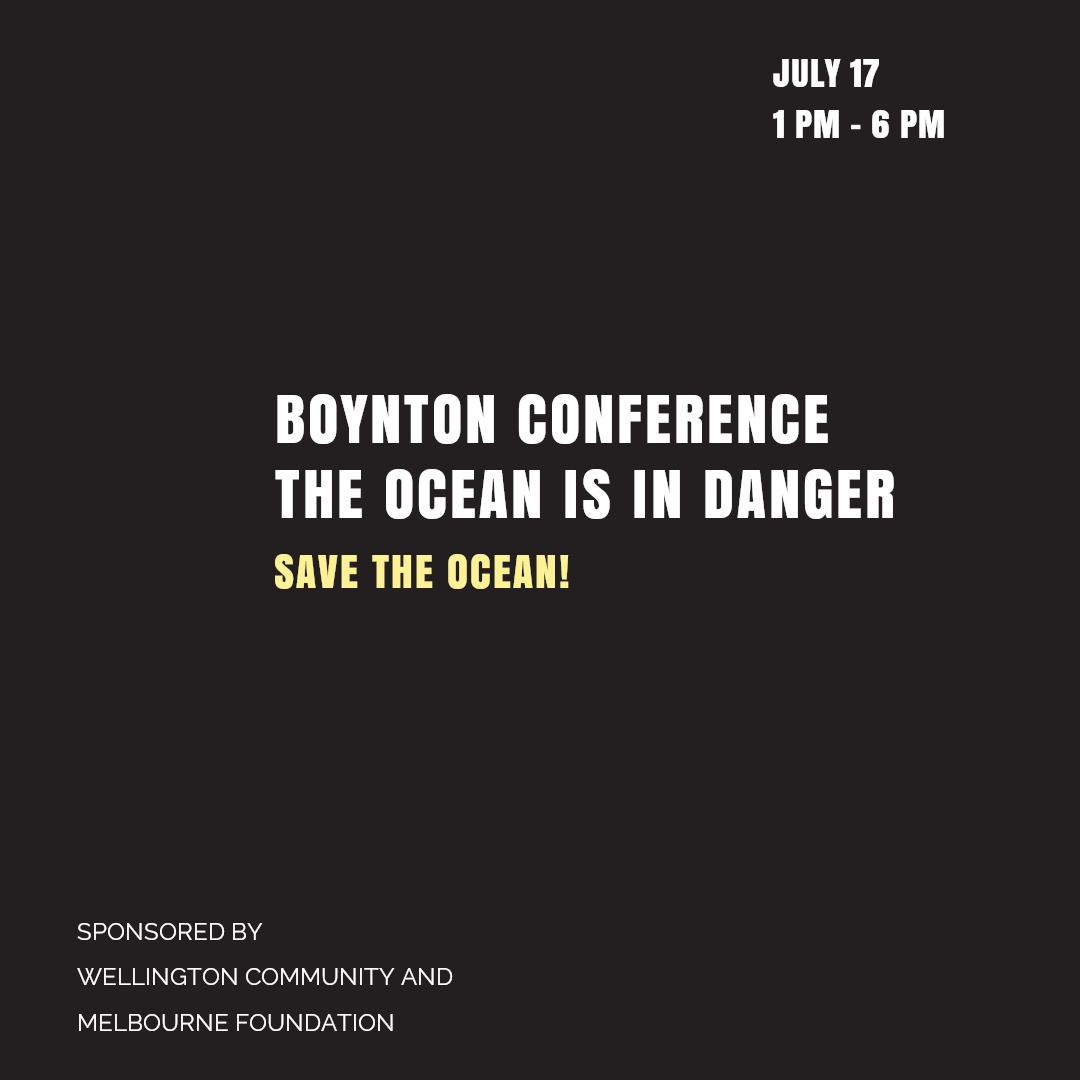 JULY 17
1 PM - 6 PM
BOYNTON CONFERENCE
THE OCEAN IS IN DANGER
SAVE THE OCEAN!
SPONSORED BY
WELLINGTON COMMUNITY AND
MELBOURNE FOUNDATION